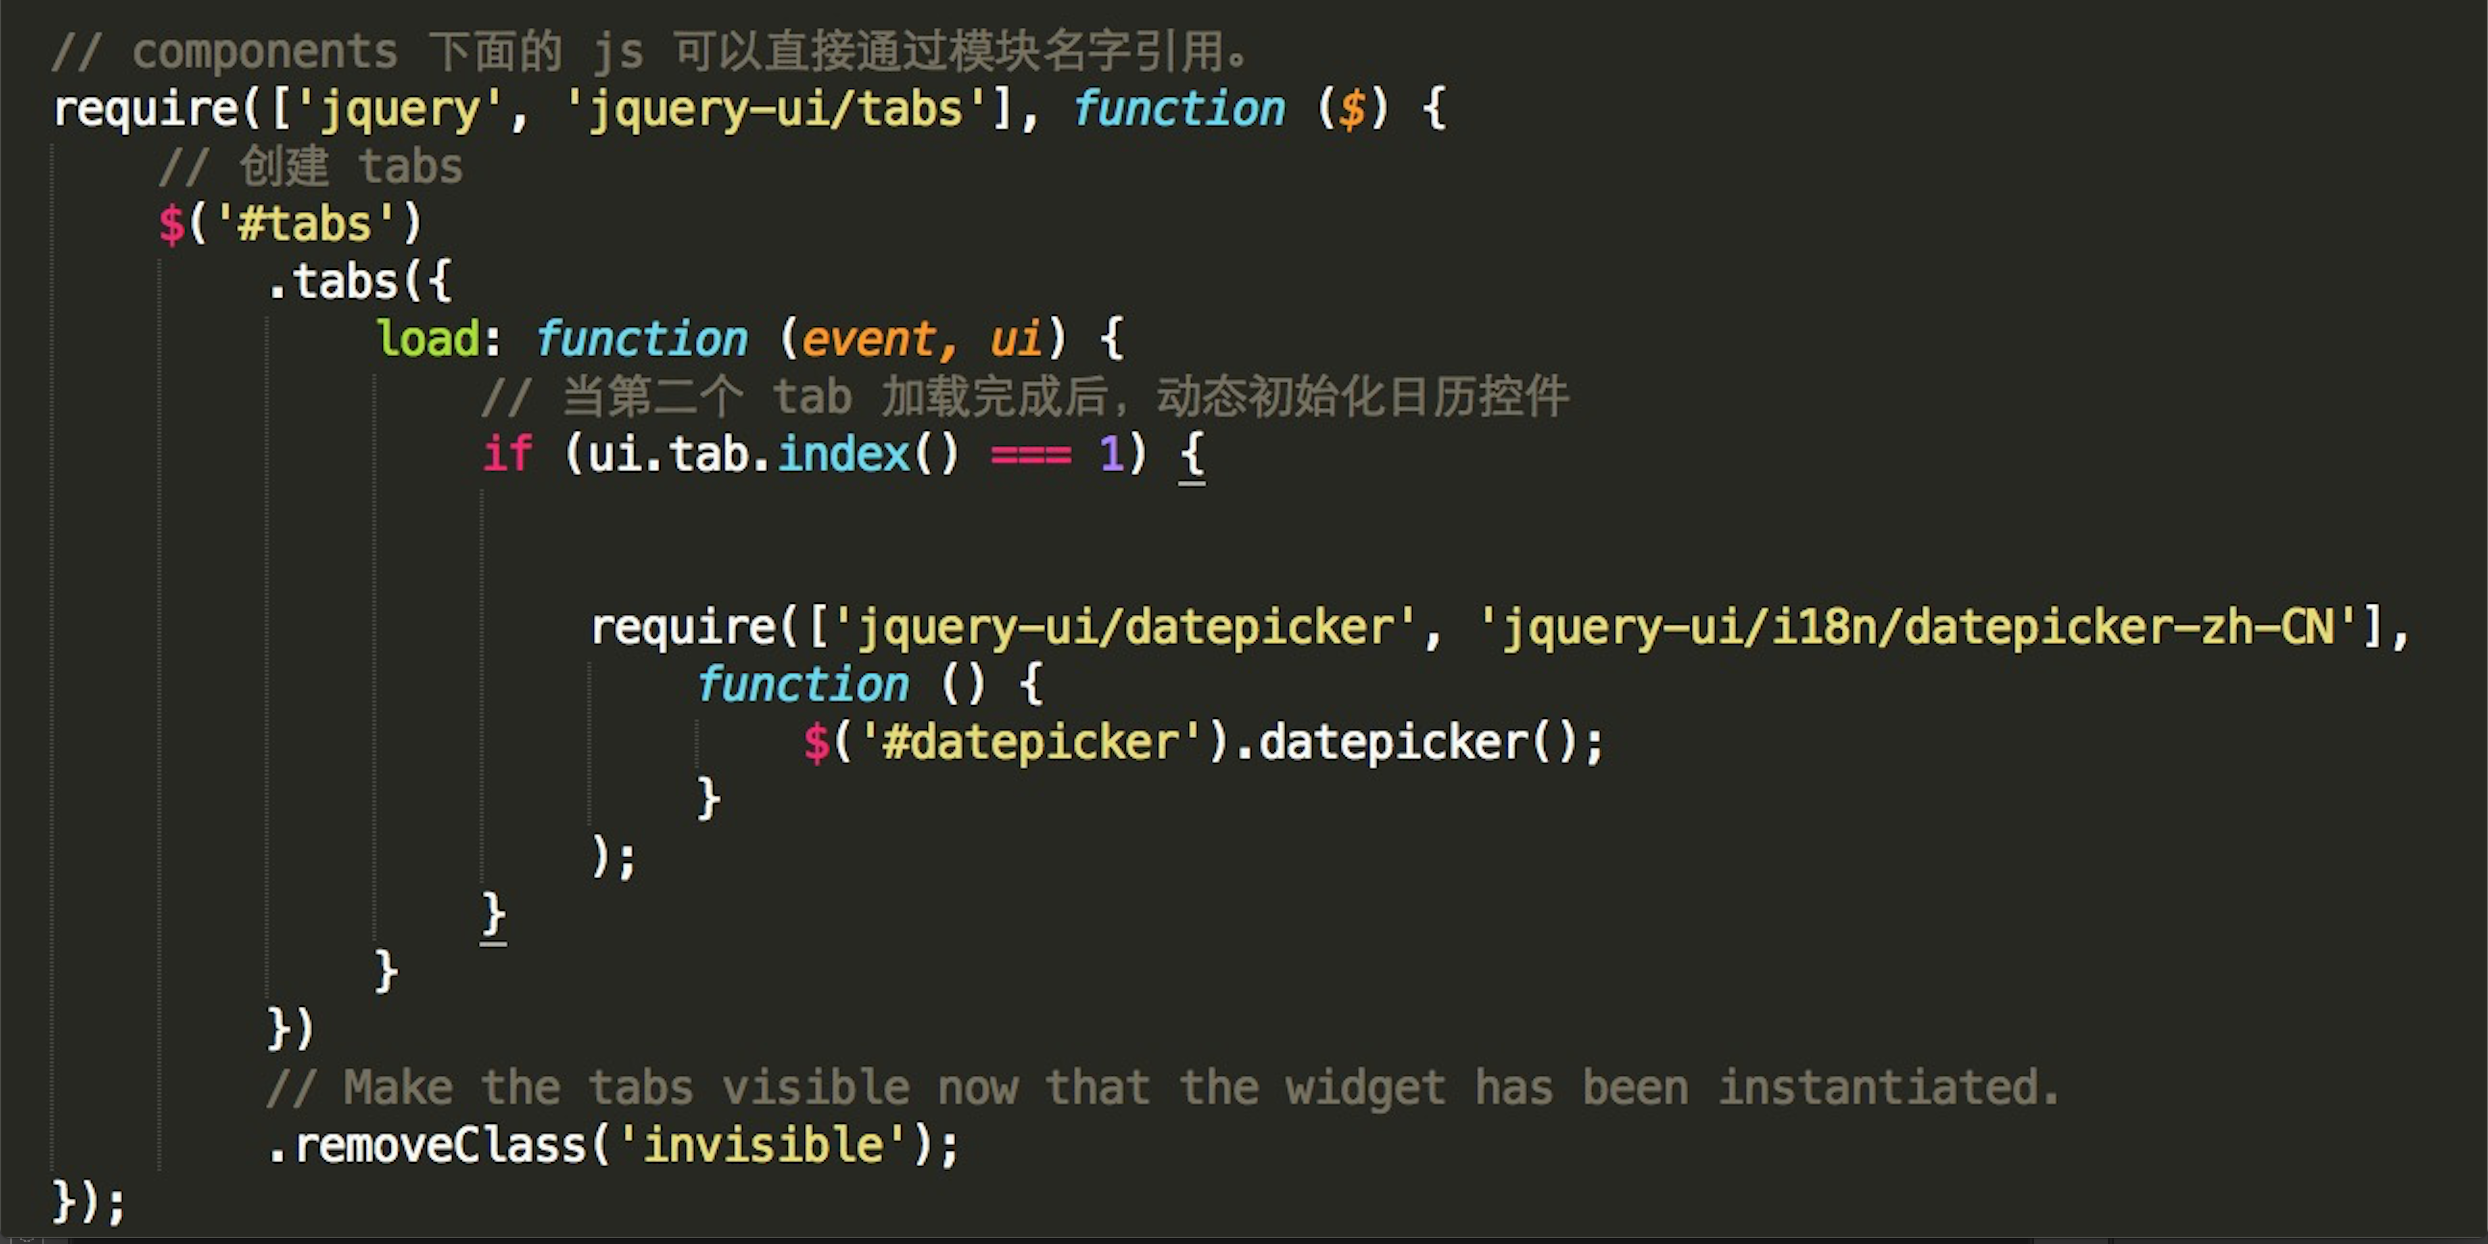 // components 下面的 js 可以直接通过模块名字引用。
require(['jquery', 'jquery-ui/tabs'], function ($) {
    // 创建 tabs
    $('#tabs')
        .tabs({
            load: function (event, ui) {
                // 当第二个 tab 加载完成后，动态初始化日历控件
                if (ui.tab.index() === 1) {
                    require(['jquery-ui/datepicker', 'jquery-ui/i18n/datepicker-zh-CN'],
                        function () {
                            $('#datepicker').datepicker();
                        }
                    );
                }
            }
        })
        // Make the tabs visible now that the widget has been instantiated.
        .removeClass('invisible');
});